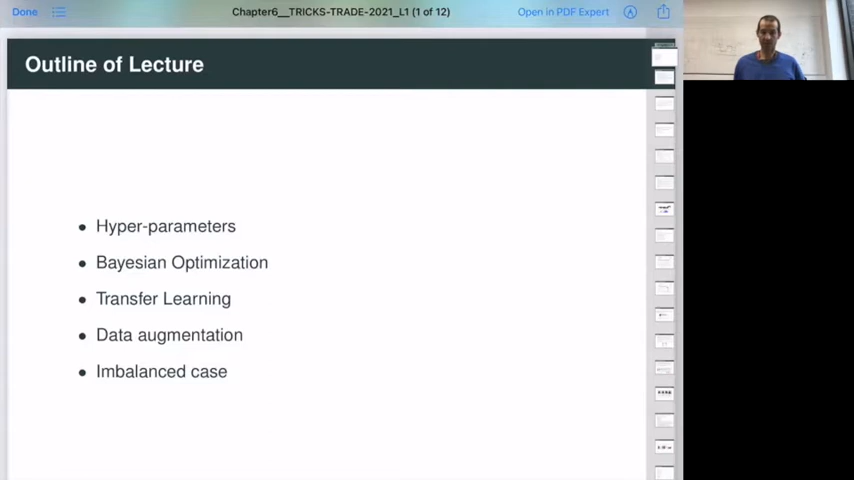 Done
Chapter6__TRICKS-TRADE-2021_L1 (1 of 12)
Open in PDF Expert
Outline of Lecture
Hyper-parameters
Bayesian Optimization
Transfer Learning
Data augmentation
Imbalanced case